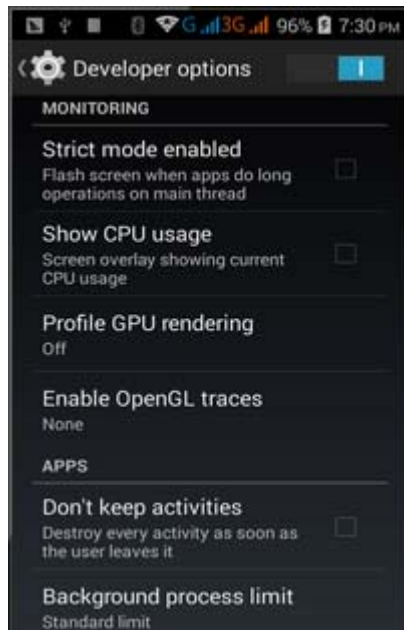 G 3G 96% 7:30 PM
Developer options
MONITORING
Strict mode enabled
Flash screen when apps do long
operations on main thread
Show CPU usage
Screen overlay showing current
CPU usage
Profile GPU rendering
Off
Enable OpenGL traces
None
APPS
Don't keep activities
Destroy every activity as soon as
the user leaves it
Background process limit
Standard limit